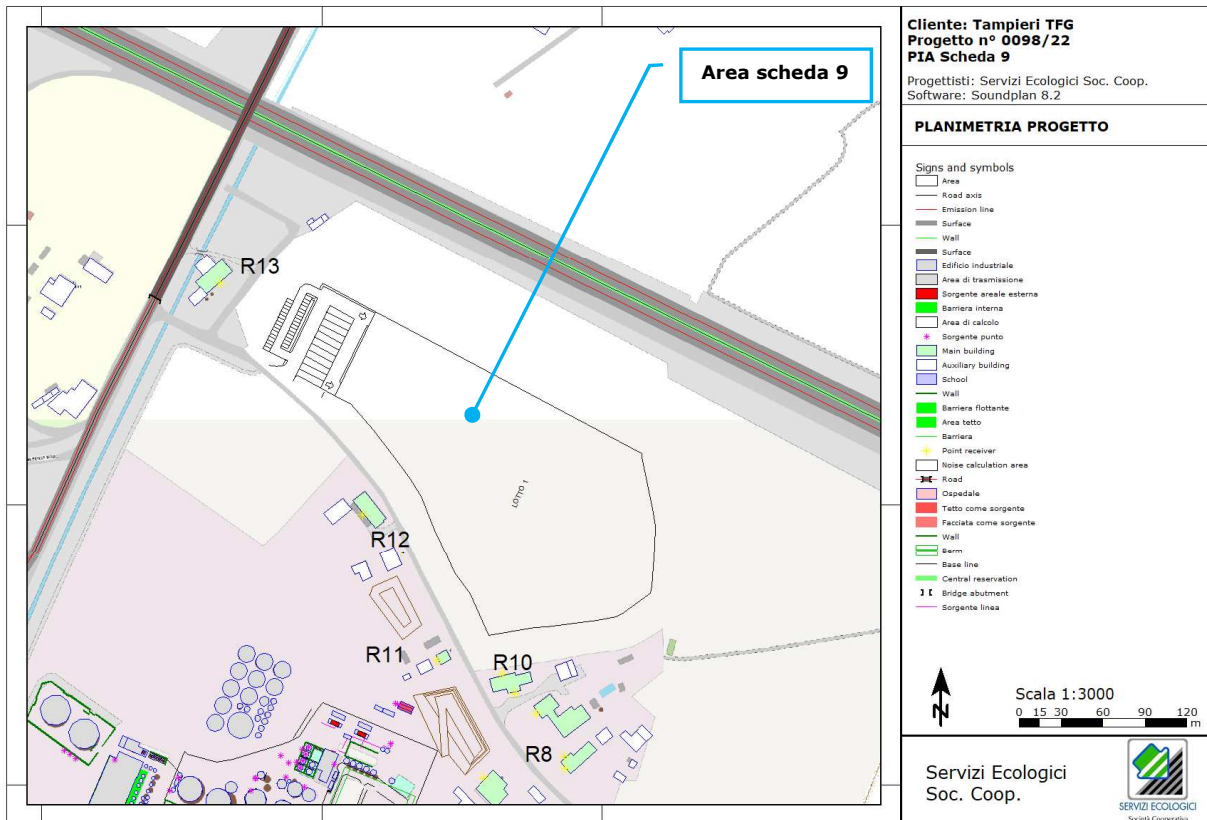 Area scheda 9
R13
LOTTO 1
R12
R11
R10
R8
Cliente: Tampieri TFG
Progetto n° 0098/22
PIA Scheda 9
Progettisti: Servizi Ecologici Soc. Coop.
Software: Soundplan 8.2
PLANIMETRIA PROGETTO
Signs and symbols
Area
Road axis
Emission line
Surface
Wall
Surface
Edificio industriale
Area di trasmissione
Sorgente areale esterna
Barriera interna
Area di calcolo
Sorgente punto
Main building
Auxiliary building
School
Wall
Barriera flottante
Area tetto
Barriera
Point receiver
Noise calculation area
Road
Ospedale
Tetto come sorgente
Facciata come sorgente
Wall
Berm
Base line
Central reservation
Bridge abutment
Sorgente linea
N
Scala 1:3000
0 15 30 60 90 120
m
Servizi Ecologici
Soc. Coop.
SERVIZI ECOLOGICI
Società Cooperativa